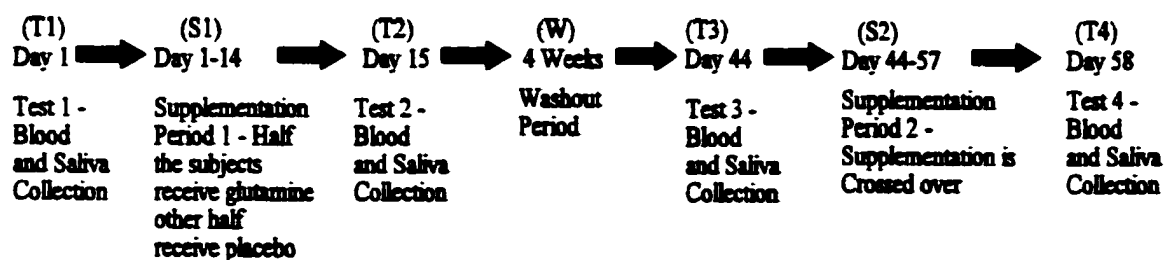 (T1) (S1) (T2) (W) (T3) (S2) (T4)
Day 1 Day 1-14 Day 15 4 Weeks Day 44 Day 44-57 Day 58
Test 1 -
Blood
and Saliva
Collection
Supplementation
Period 1 - Half
the subjects
receive glutamine
other half
receive placebo
Test 2 -
Blood
and Saliva
Collection
Washout
Period
Test 3 -
Blood
and Saliva
Collection
Supplementation
Period 2 -
Supplementation is
Crossed over
Test 4 -
Blood
and Saliva
Collection